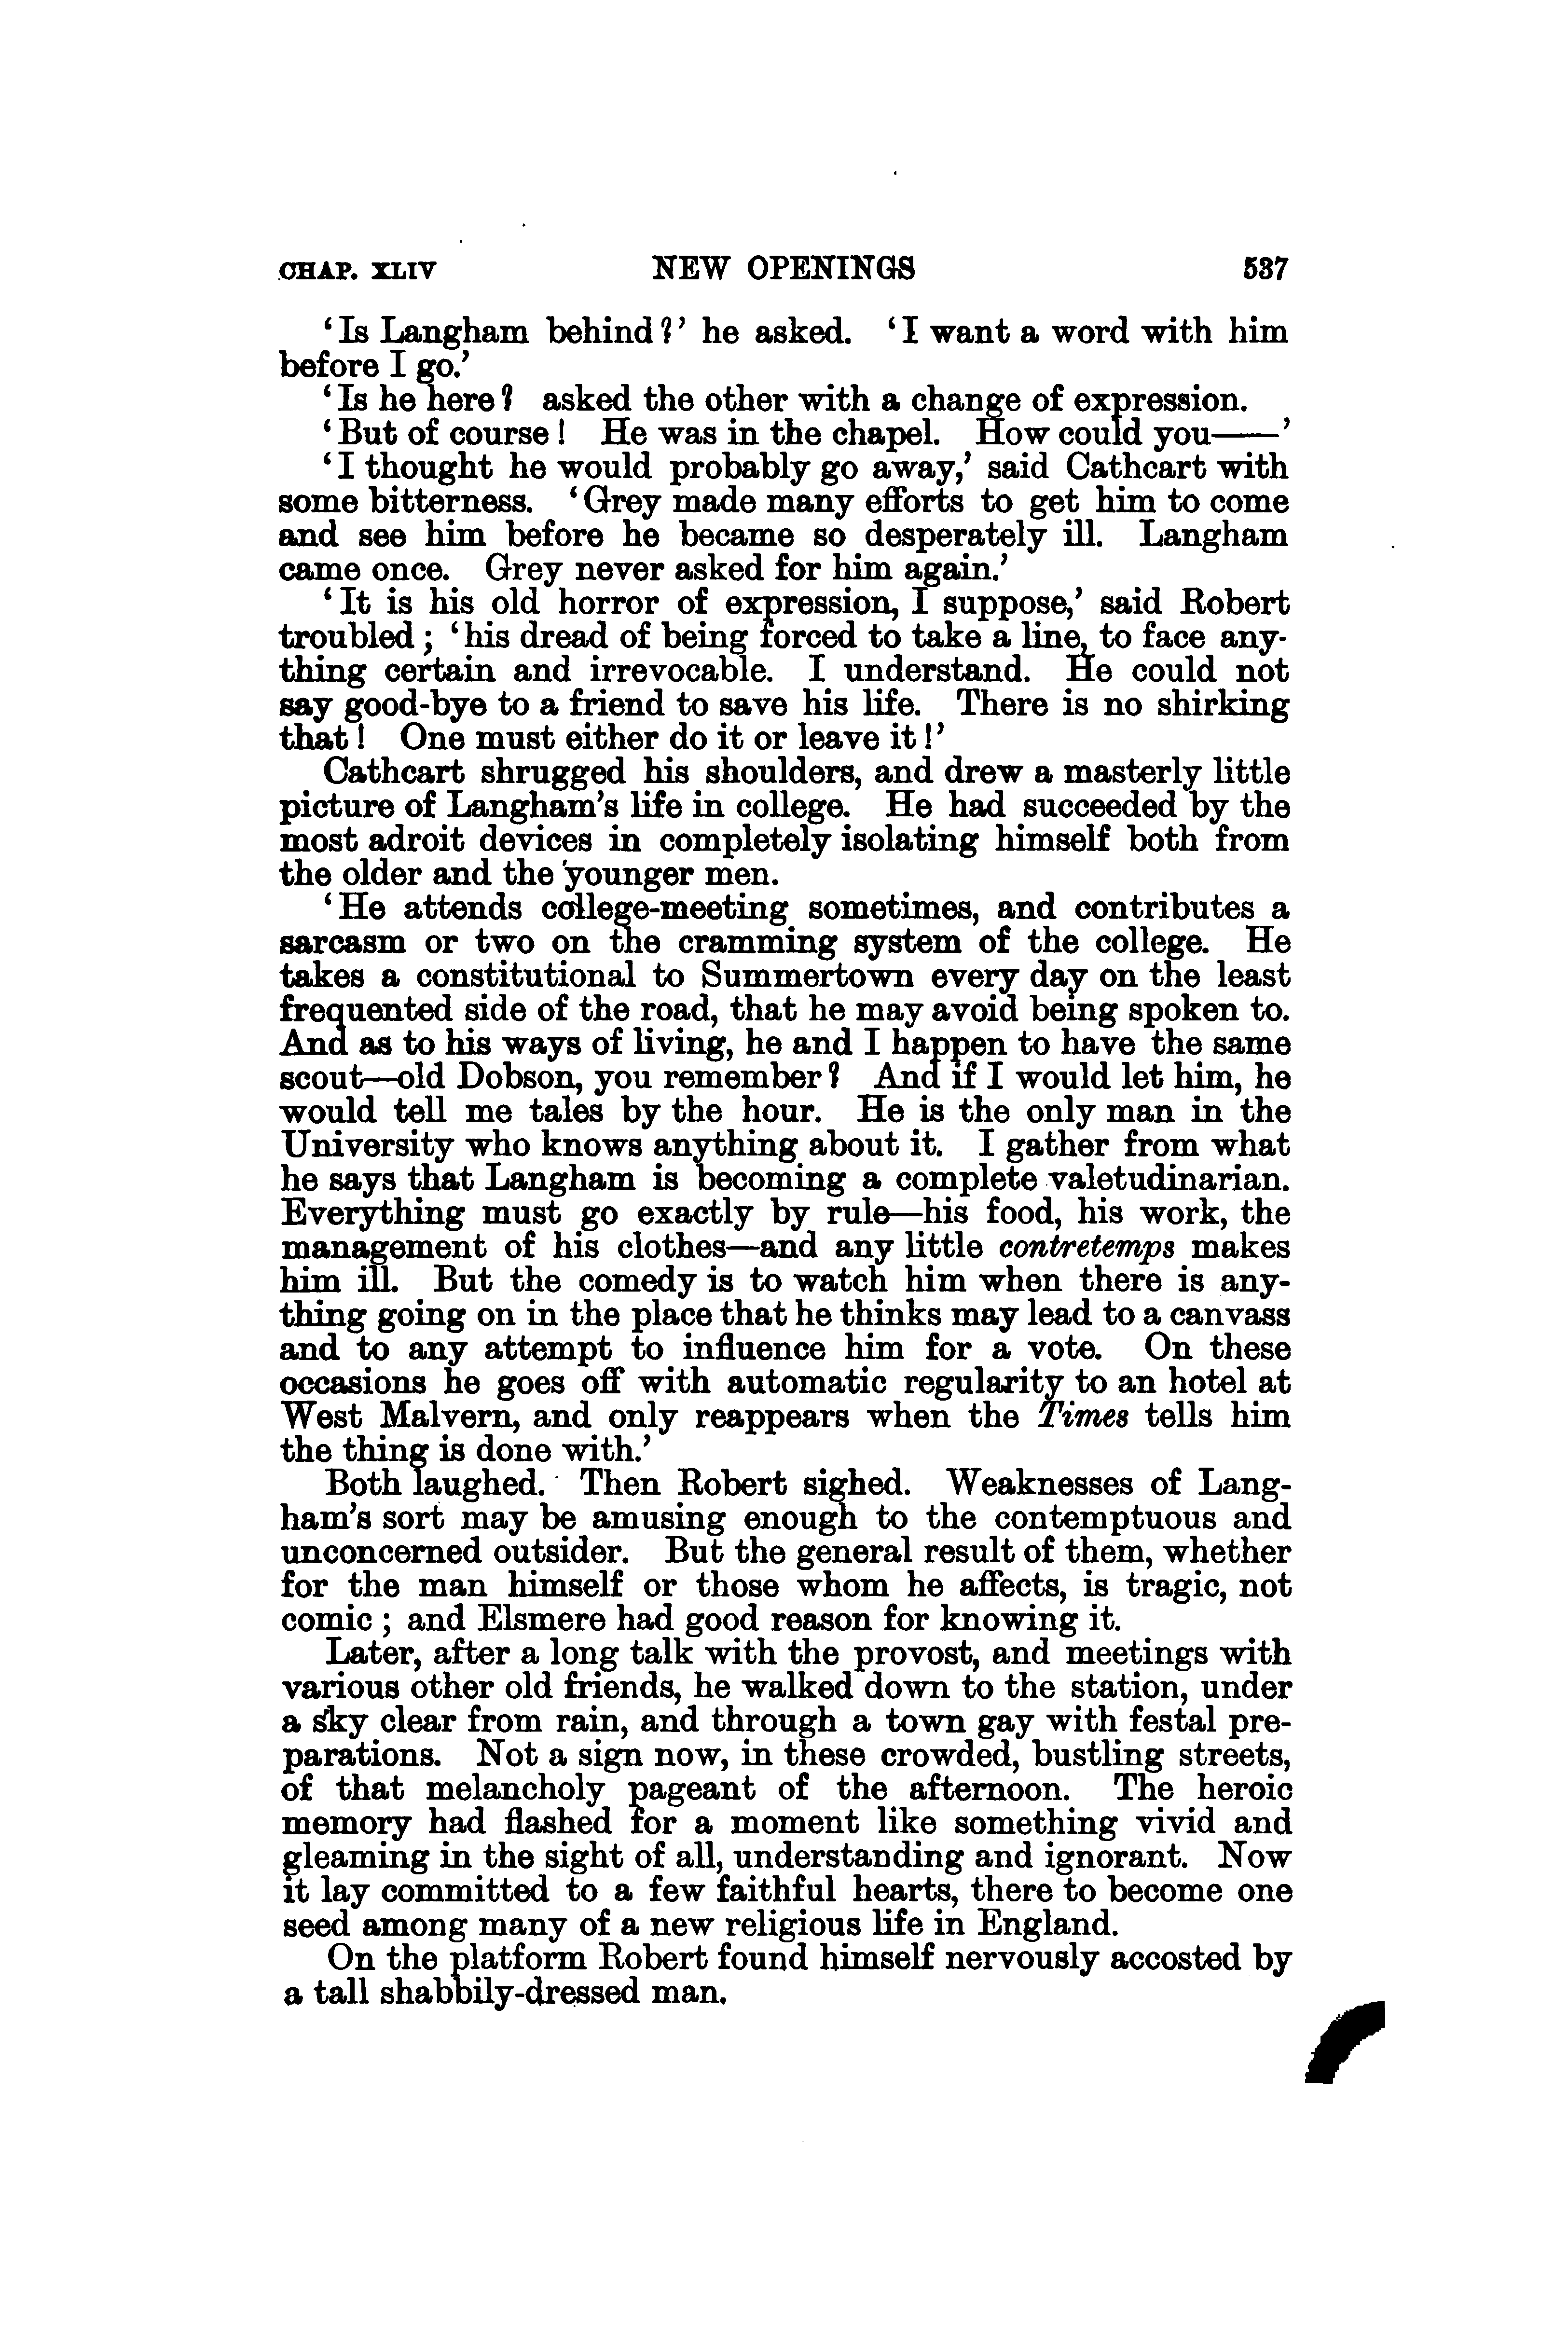 CHAP. XLIV NEW OPENINGS 537
‘Is Langham behind?’ he asked. ‘I want a word with him
before I go.’
‘Is he here? asked the other with a change of expression.
‘But of course! He was in the chapel. How could you——’
‘I thought he would probably go away,’ said Cathcart with
some bitterness. ‘Grey made many efforts to get him to come
and see him before he became so desperately ill. Langham
came once. Grey never asked for him again.’
‘It is his old horror of expression, I suppose,’ said Robert
troubled; ‘his dread of being forced to take a line, to face any-
thing certain and irrevocable. I understand. He could not
say good-bye to a friend to save his life. There is no shirking
that! One must either do it or leave it!’
Cathcart shrugged his shoulders, and drew a masterly little
picture of Langham's life in college. He had succeeded by the
most adroit devices in completely isolating himself both from
the older and the younger men.
‘He attends college-meeting sometimes, and contributes a
sarcasm or two on the cramming system of the college. He
takes a constitutional to Summertown every day on the least
frequented side of the road, that he may avoid being spoken to.
And as to his ways of living, he and I happen to have the same
scout—old Dobson, you remember? And if I would let him, he
would tell me tales by the hour. He is the only man in the
University who knows anything about it. I gather from what
he says that Langham is becoming a complete valetudinarian.
Everything must go exactly by rule—his food, his work, the
management of his clothes—and any little contretemps makes
him ill. But the comedy is to watch him when there is any-
thing going on in the place that he thinks may lead to a canvass
and to any attempt to influence him for a vote. On these
occasions he goes off with automatic regularity to an hotel at
West Malvern, and only reappears when the Times tells him
the thing is done with.’
Both laughed. Then Robert sighed. Weaknesses of Lang-
ham's sort may be amusing enough to the contemptuous and
unconcerned outsider. But the general result of them, whether
for the man himself or those whom he affects, is tragic, not
comic; and Elsmere had good reason for knowing it.
Later, after a long talk with the provost, and meetings with
various other old friends, he walked down to the station, under
a sky clear from rain, and through a town gay with festal pre-
parations. Not a sign now, in these crowded, bustling streets,
of that melancholy pageant of the afternoon. The heroic
memory had flashed for a moment like something vivid and
gleaming in the sight of all, understanding and ignorant. Now
it lay committed to a few faithful hearts, there to become one
seed among many of a new religious life in England.
On the platform Robert found himself nervously accosted by
a tall shabbily-dressed man.